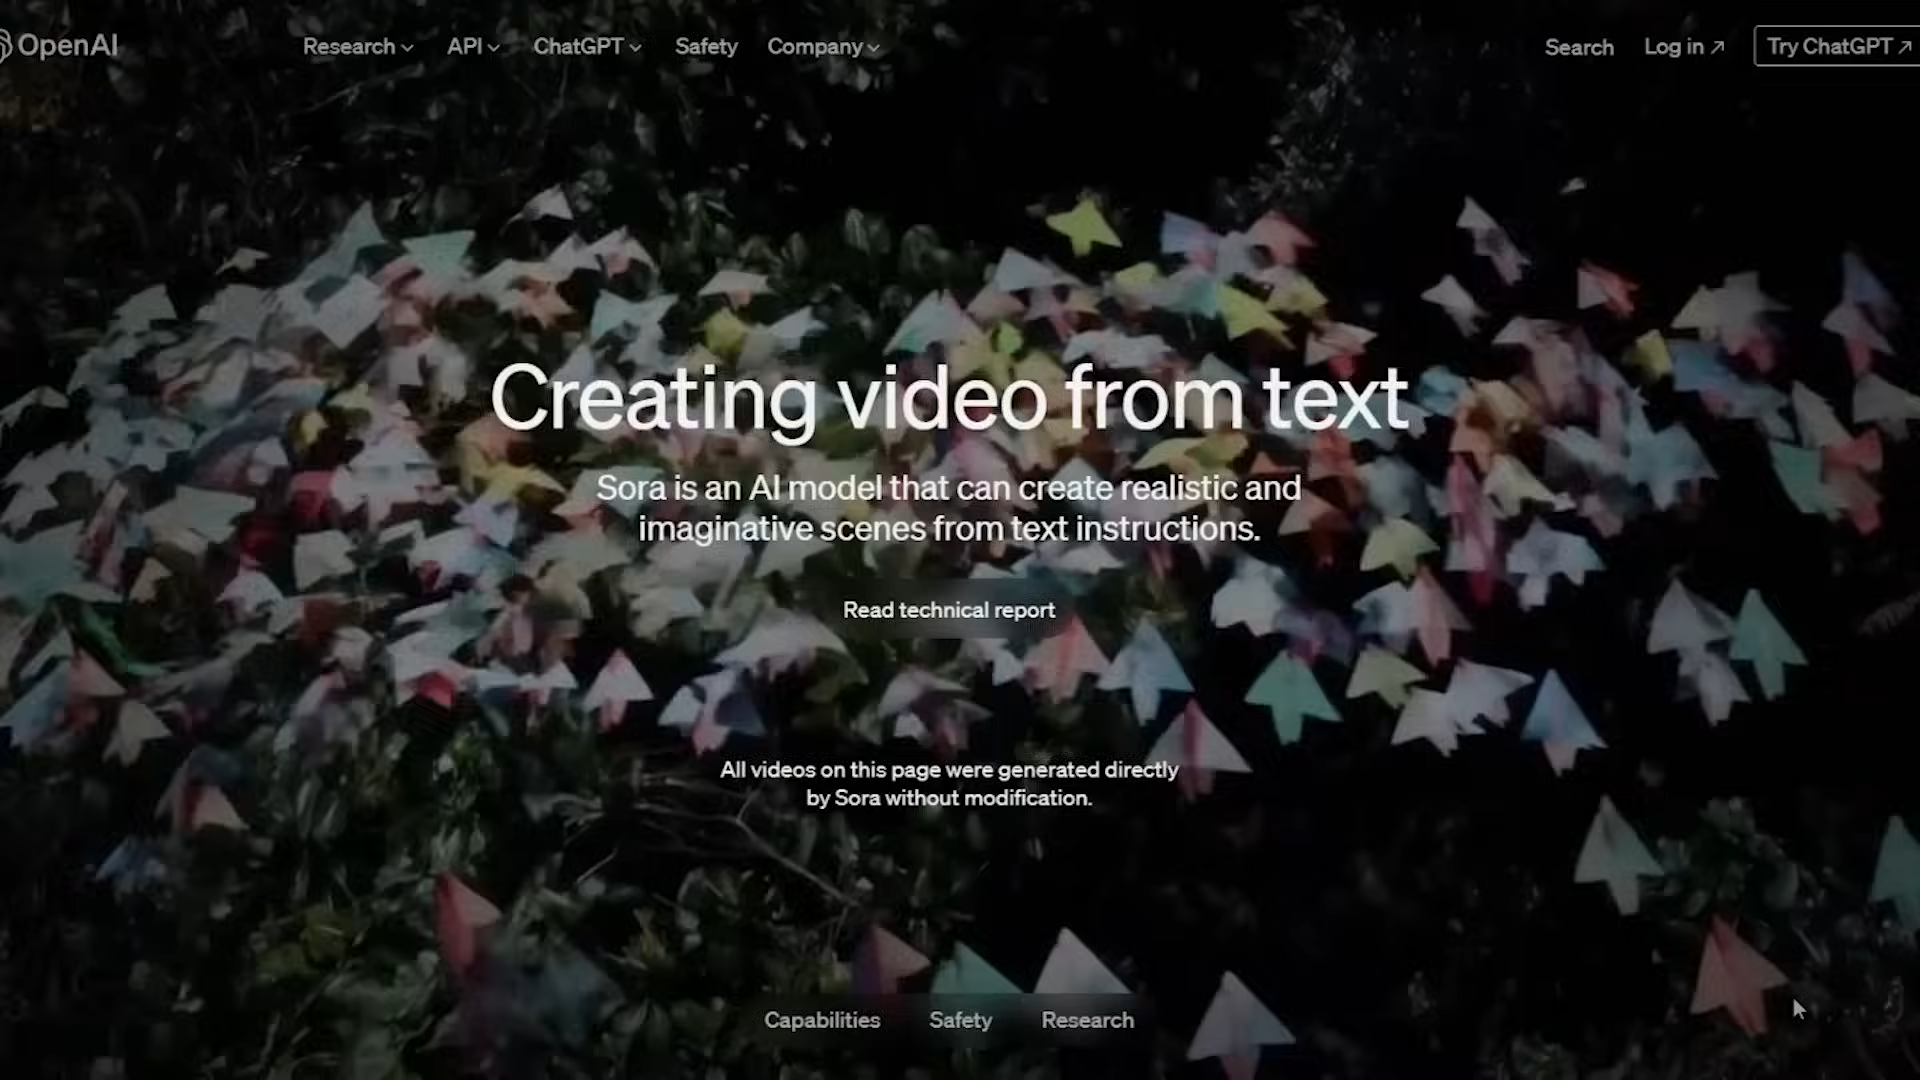 OpenAI
Research
API
ChatGPT
Safety
Company
Search
Log in ↗
Try ChatGPT ↗
Creating video from text
Sora is an AI model that can create realistic and
imaginative scenes from text instructions.
Read technical report
All videos on this page were generated directly
by Sora without modification.
Capabilities
Safety
Research